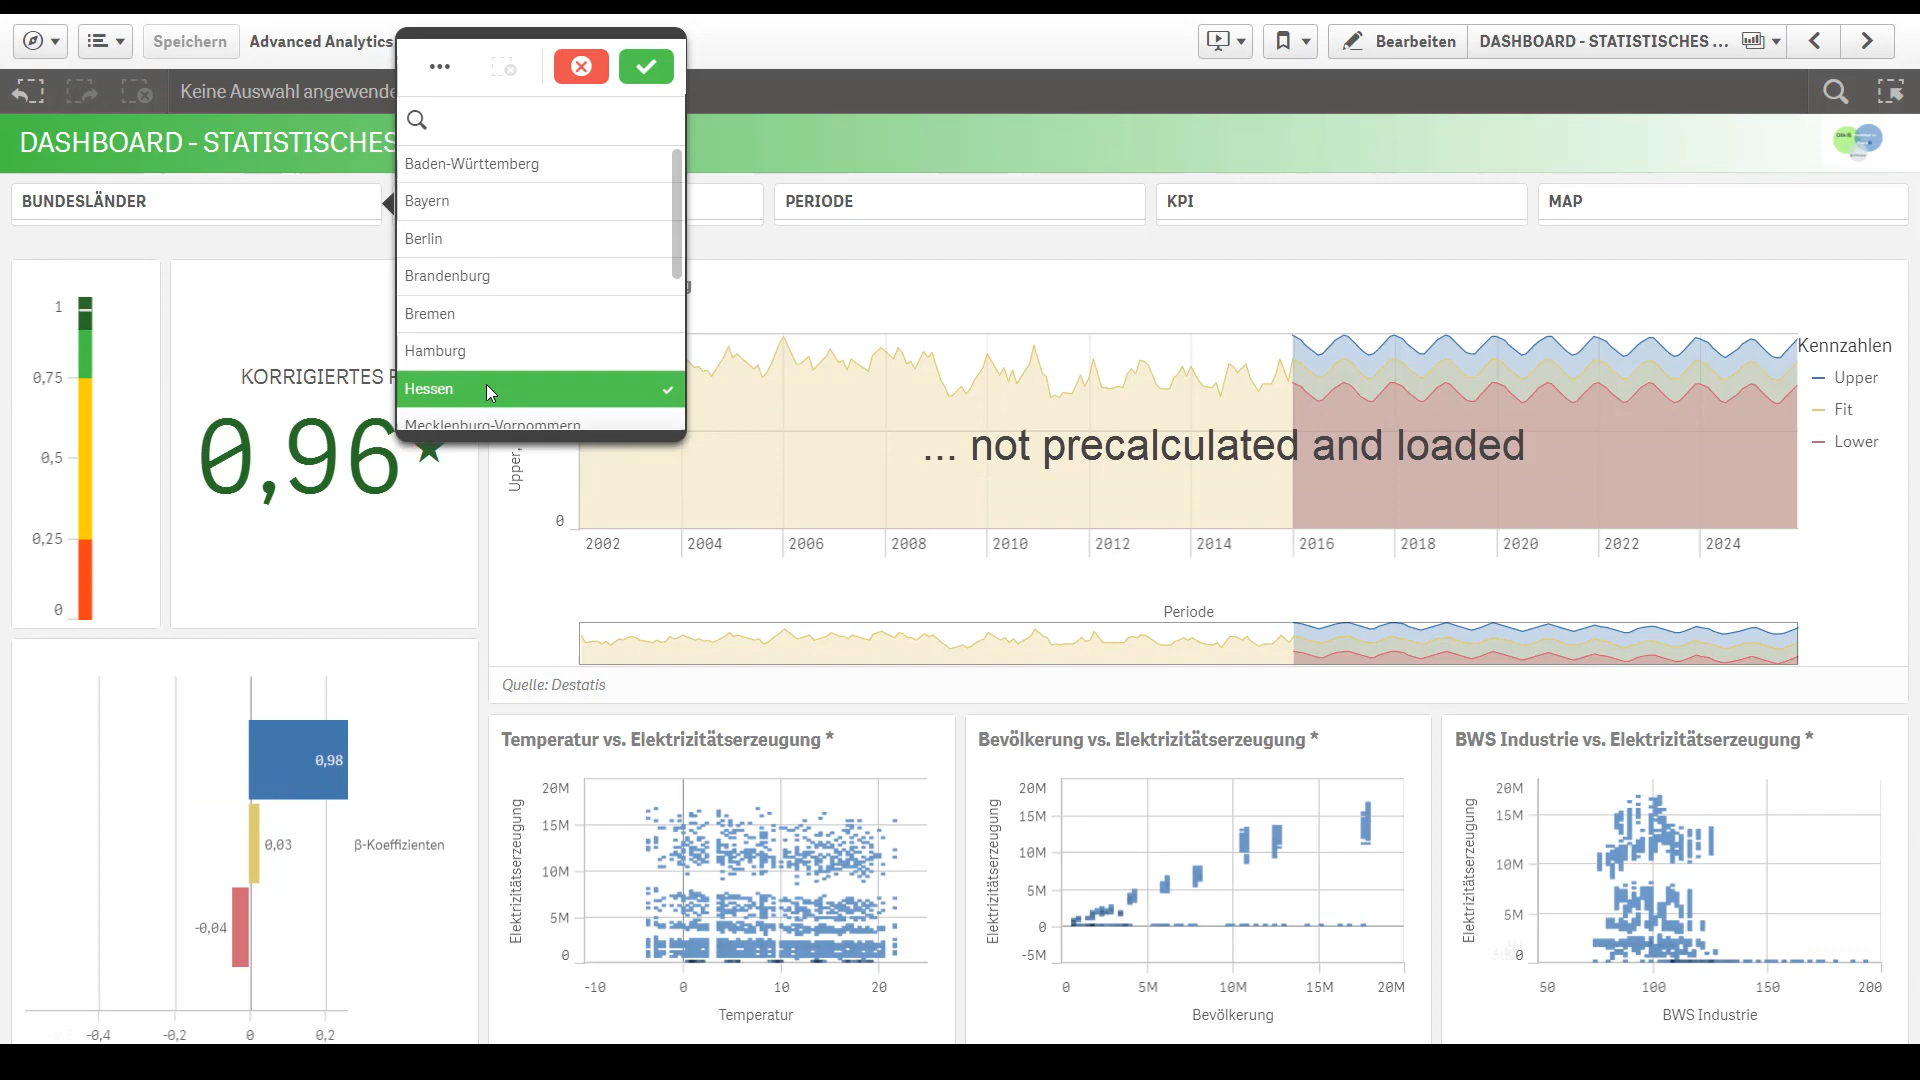 Speichern
Advanced Analytics
Bearbeiten
DASHBOARD - STATISTISCHES ...
Keine Auswahl angewende
DASHBOARD - STATISTISCHES
BUNDESLÄNDER
PERIODE
KPI
MAP
Baden-Württemberg
Bayern
Berlin
Brandenburg
Bremen
Hamburg
Hessen
Mecklenburg-Vorpommern
1
0,75
0,5
0,25
0
KORRIGIERTES
0,96
g
Upper,
0
... not precalculated and loaded
2002 2004 2006 2008 2010 2012 2014 2016 2018 2020 2022 2024
Periode
Kennzahlen
Upper
Fit
Lower
Quelle: Destatis
0,98
0,03
-0,04
β-Koeffizienten
-0,4 -0,2 0 0,2
Temperatur vs. Elektrizitätserzeugung *
Elektrizitätserzeugung
20M
15M
10M
5M
0
-10 0 10 20
Temperatur
Bevölkerung vs. Elektrizitätserzeugung *
Elektrizitätserzeugung
20M
15M
10M
5M
0
-5M
0 5M 10M 15M 20M
Bevölkerung
BWS Industrie vs. Elektrizitätserzeugung *
Elektrizitätserzeugung
20M
15M
10M
5M
0
50 100 150 200
BWS Industrie